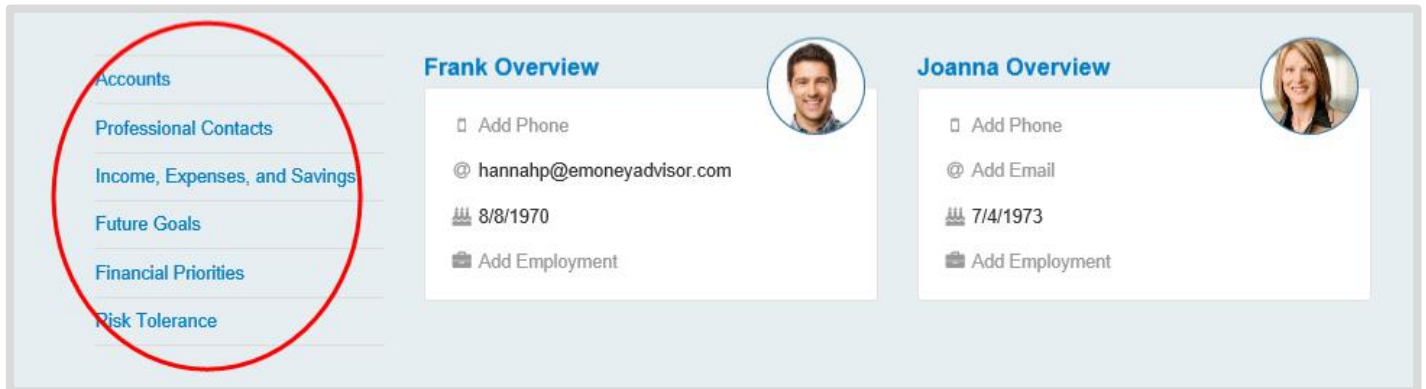 Accounts
Professional Contacts
Income, Expenses, and Savings
Future Goals
Financial Priorities
Risk Tolerance
Frank Overview
Add Phone
hannahp@emoneyadvisor.com
8/8/1970
Add Employment
Joanna Overview
Add Phone
@ Add Email
7/4/1973
Add Employment